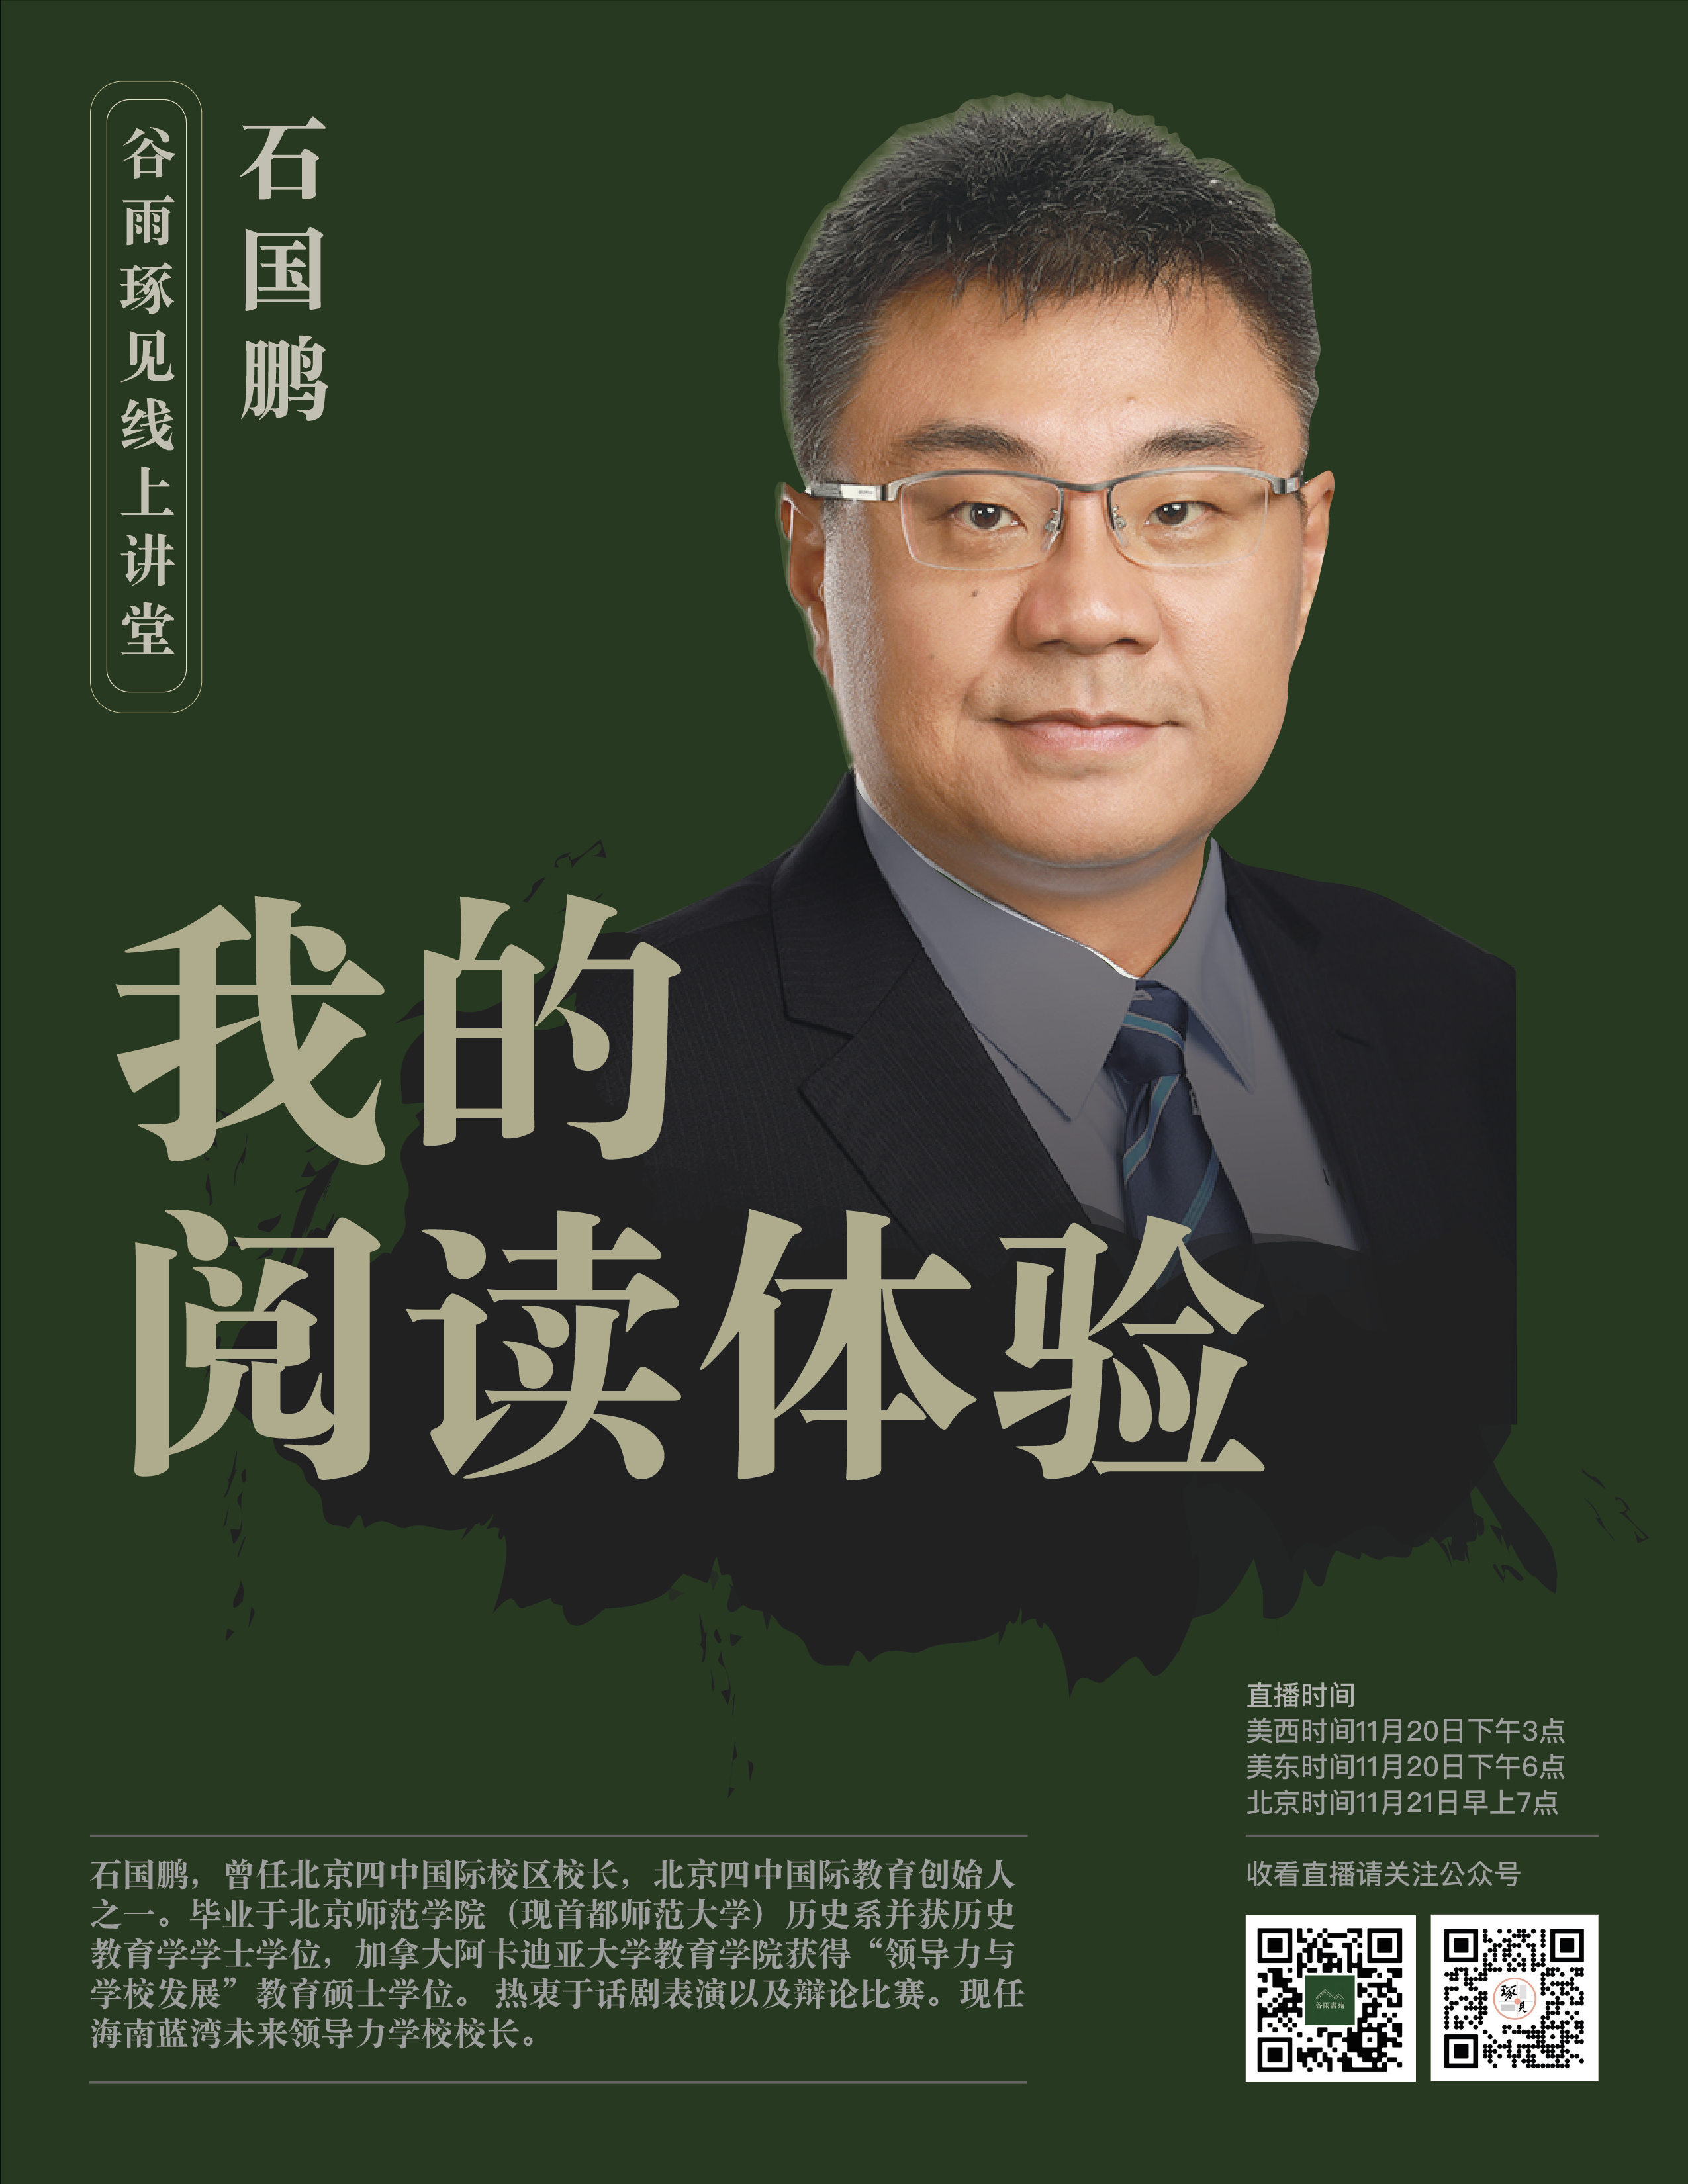 谷雨琢见线上讲堂
石国鹏
我的
阅读体验
直播时间
美西时间11月20日下午3点
美东时间11月20日下午6点
北京时间11月21日早上7点
石国鹏，曾任北京四中国际校区校长，北京四中国际教育创始人
之一。毕业于北京师范学院（现首都师范大学）历史系并获历史
教育学学士学位，加拿大阿卡迪亚大学教育学院获得“领导力与
学校发展”教育硕士学位。 热衷于话剧表演以及辩论比赛。现任
海南蓝湾未来领导力学校校长。
收看直播请关注公众号
谷雨書苑
琢见